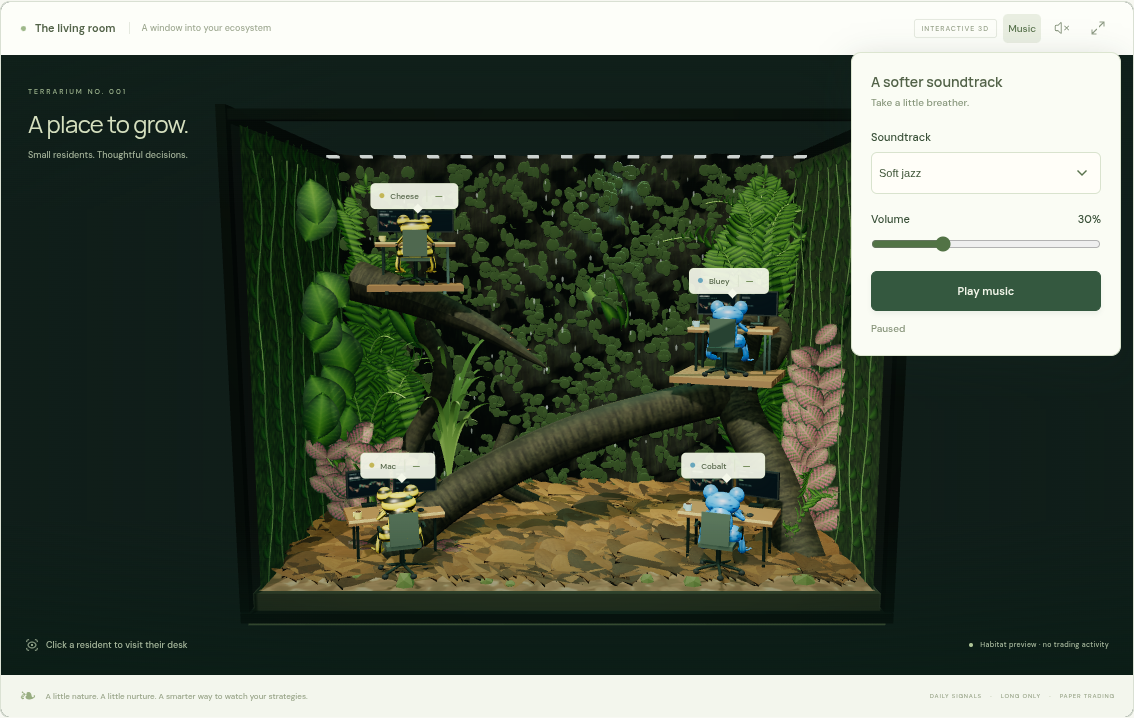 The living room
A window into your ecosystem
INTERACTIVE 3D
Music
TERRARIUM NO. 001
A place to grow.
Small residents. Thoughtful decisions.
A softer soundtrack
Take a little breather.
Soundtrack
Soft jazz
Volume 30%
Play music
Paused
Cheese —
Bluey —
Mac —
Cobalt —
Click a resident to visit their desk
Habitat preview · no trading activity
A little nature. A little nurture. A smarter way to watch your strategies.
DAILY SIGNALS · LONG ONLY · PAPER TRADING